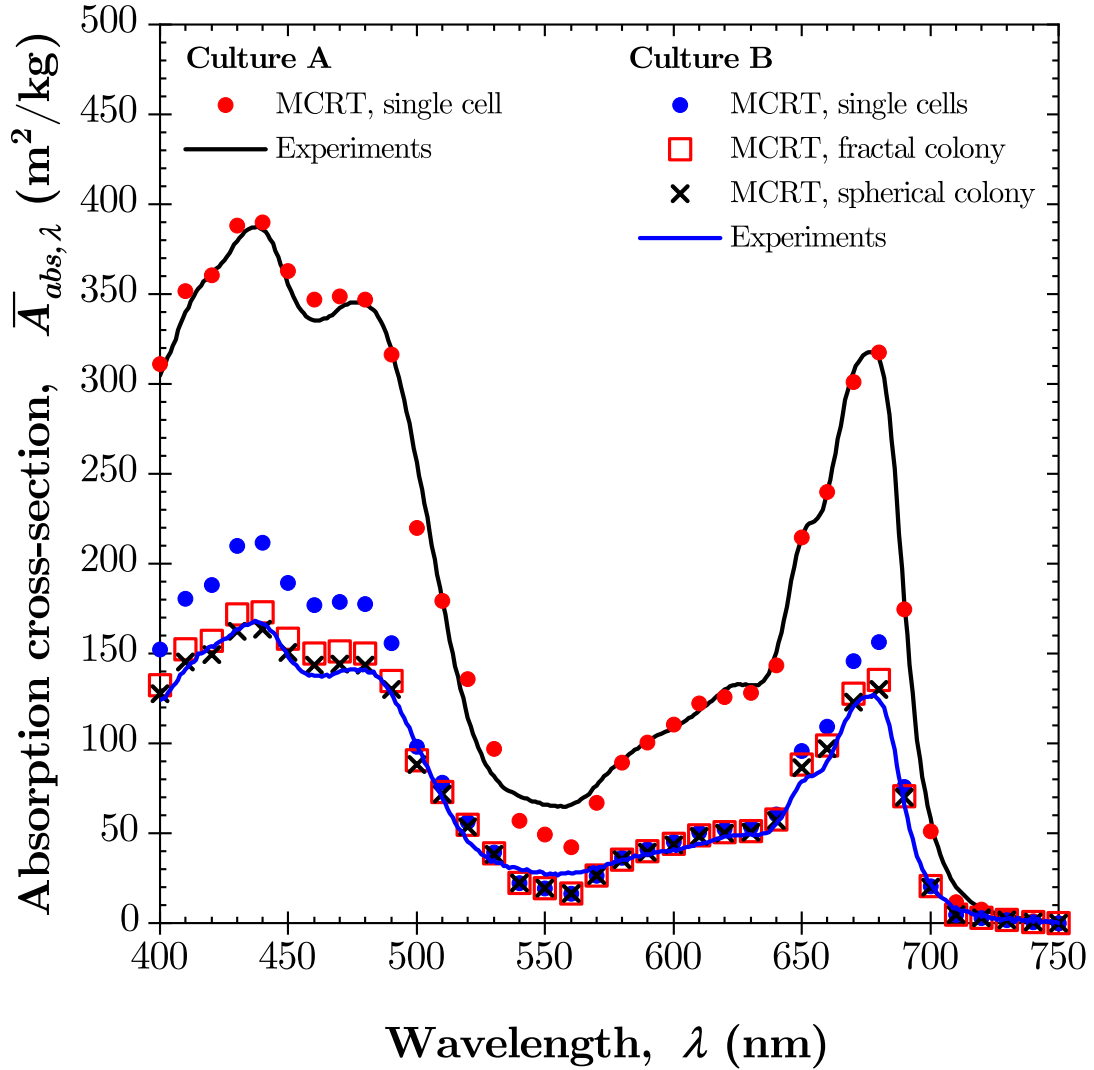 500
450
400
350
300
250
200
150
100
50
0
Absorption cross-section, A̅abs,λ (m²/kg)
Culture A
MCRT, single cell
Experiments
Culture B
MCRT, single cells
MCRT, fractal colony
MCRT, spherical colony
Experiments
400 450 500 550 600 650 700 750
Wavelength, λ (nm)